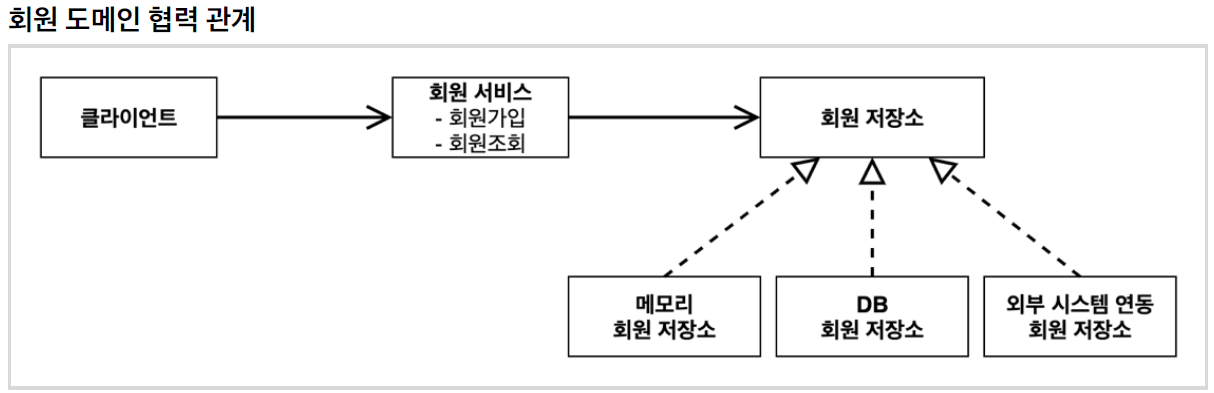 회원 도메인 협력 관계
클라이언트
회원 서비스
- 회원가입
- 회원조회
회원 저장소
메모리
회원 저장소
DB
회원 저장소
외부 시스템 연동
회원 저장소